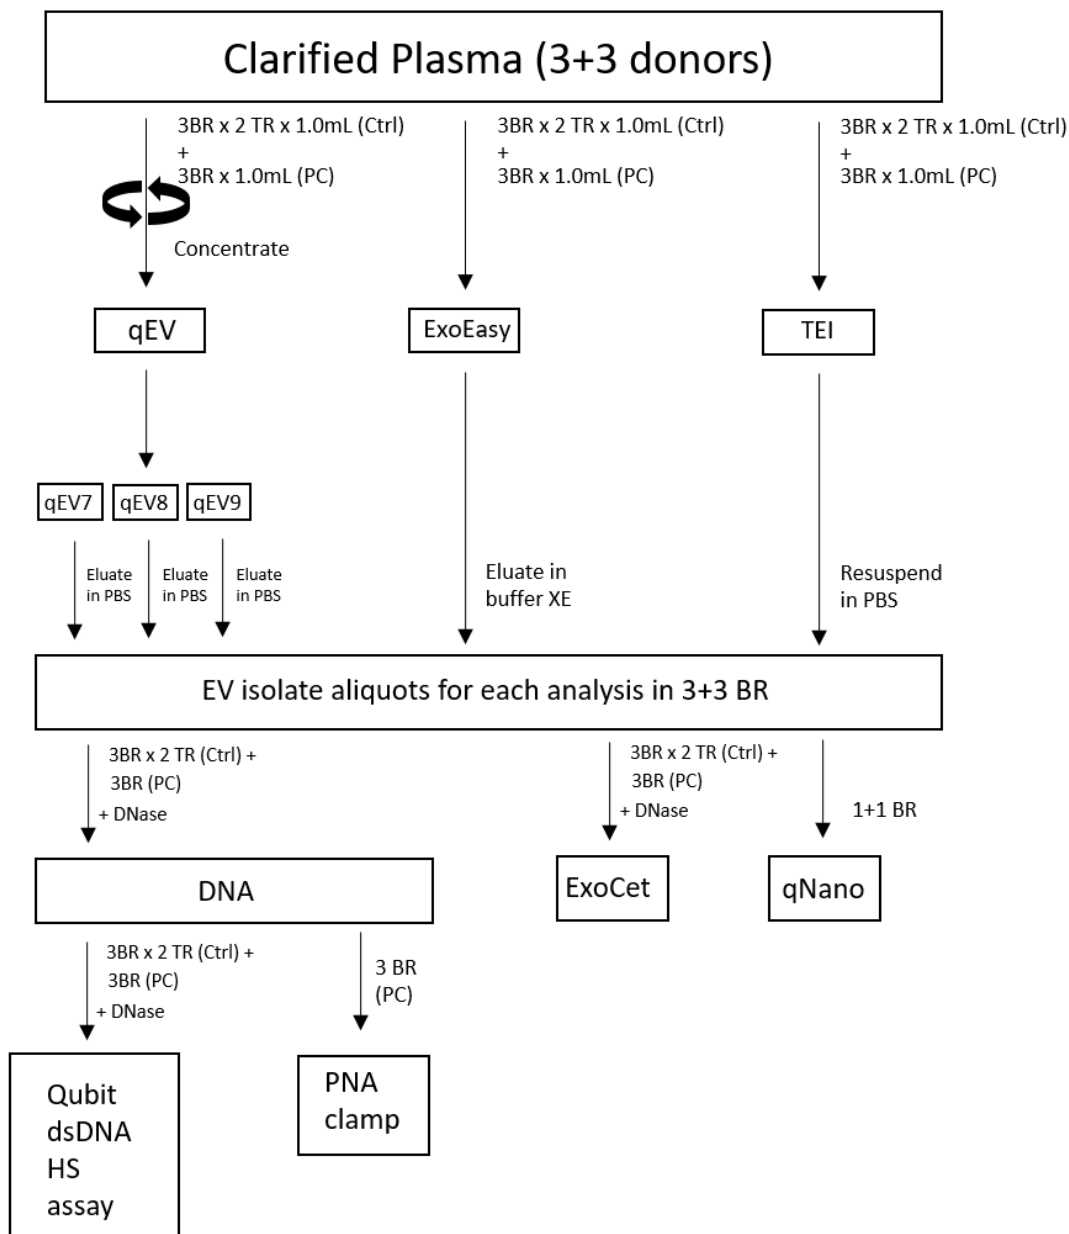 Clarified Plasma (3+3 donors)
3BR x 2 TR x 1.0mL (Ctrl)
+
3BR x 1.0mL (PC)
3BR x 2 TR x 1.0mL (Ctrl)
+
3BR x 1.0mL (PC)
3BR x 2 TR x 1.0mL (Ctrl)
+
3BR x 1.0mL (PC)
Concentrate
qEV
ExoEasy
TEI
qEV7
qEV8
qEV9
Eluate
in PBS
Eluate
in PBS
Eluate
in PBS
Eluate in
buffer XE
Resuspend
in PBS
EV isolate aliquots for each analysis in 3+3 BR
3BR x 2 TR (Ctrl) +
3BR (PC)
+ DNase
3BR x 2 TR (Ctrl) +
3BR (PC)
+ DNase
1+1 BR
DNA
ExoCet
qNano
3BR x 2 TR (Ctrl) +
3BR (PC)
+ DNase
3 BR
(PC)
Qubit
dsDNA
HS
assay
PNA
clamp